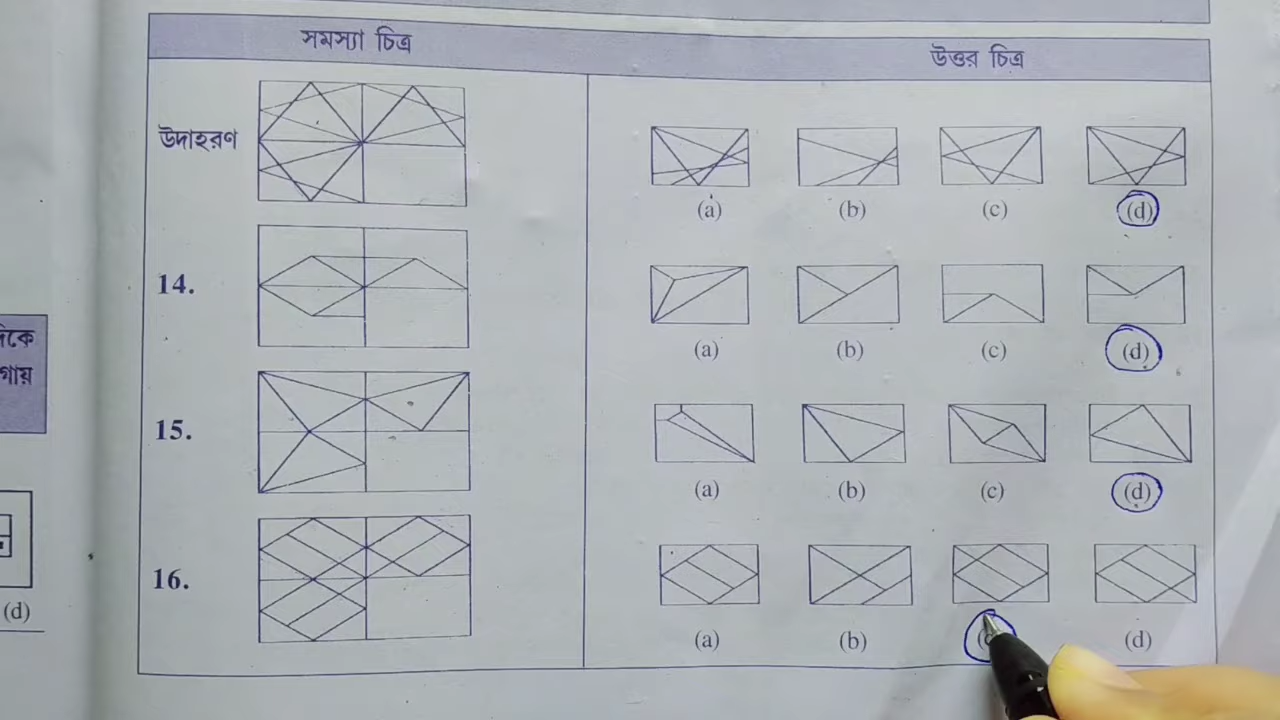 সমস্যা চিত্র
উত্তর চিত্র
উদাহরণ
(a) (b) (c) (d)
14.
(a) (b) (c) (d)
15.
(a) (b) (c) (d)
16.
(a) (b) (d)
(d)